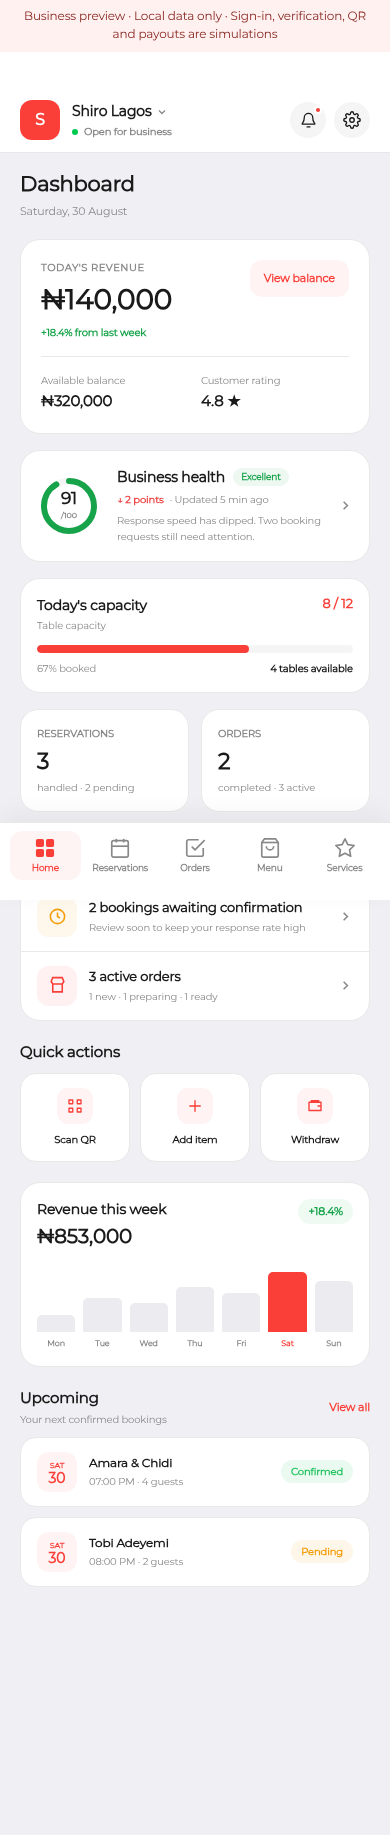 Business preview · Local data only · Sign-in, verification, QR
and payouts are simulations
S
Shiro Lagos
Open for business
Dashboard
Saturday, 30 August
TODAY'S REVENUE
₦140,000
View balance
+18.4% from last week
Available balance
Customer rating
₦320,000
4.8 ★
91
/100
Business health
Excellent
↓ 2 points · Updated 5 min ago
Response speed has dipped. Two booking
requests still need attention.
Today's capacity
8 / 12
Table capacity
67% booked
4 tables available
RESERVATIONS
3
handled · 2 pending
ORDERS
2
completed · 3 active
Home
Reservations
Orders
Menu
Services
2 bookings awaiting confirmation
Review soon to keep your response rate high
3 active orders
1 new · 1 preparing · 1 ready
Quick actions
Scan QR
Add item
Withdraw
Revenue this week
+18.4%
₦853,000
Mon
Tue
Wed
Thu
Fri
Sat
Sun
Upcoming
Your next confirmed bookings
View all
SAT
30
Amara & Chidi
07:00 PM · 4 guests
Confirmed
SAT
30
Tobi Adeyemi
08:00 PM · 2 guests
Pending